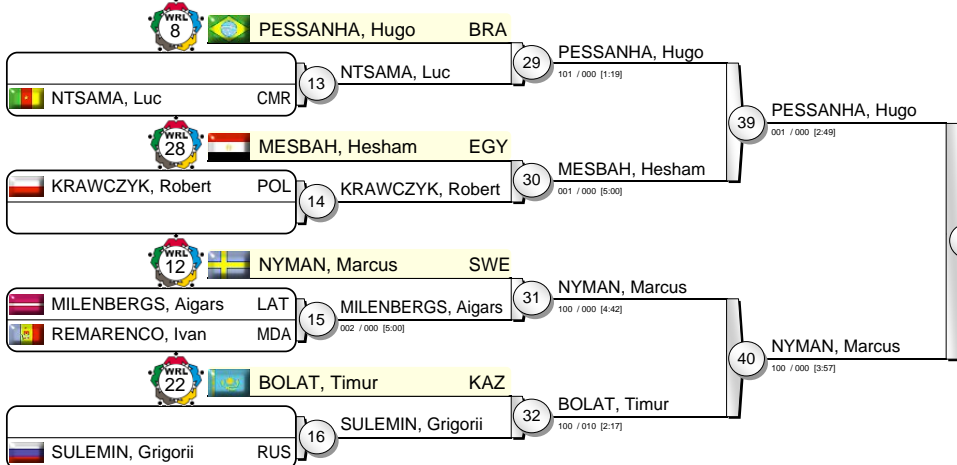 WRL
8
PESSANHA, Hugo BRA
29
PESSANHA, Hugo
101 / 000 [1:19]
13
NTSAMA, Luc
NTSAMA, Luc CMR
39
PESSANHA, Hugo
001 / 000 [2:49]
WRL
28
MESBAH, Hesham EGY
30
MESBAH, Hesham
001 / 000 [5:00]
KRAWCZYK, Robert POL
14
KRAWCZYK, Robert
WRL
12
NYMAN, Marcus SWE
31
NYMAN, Marcus
100 / 000 [4:42]
MILENBERGS, Aigars LAT
15
MILENBERGS, Aigars
002 / 000 [5:00]
REMARENCO, Ivan MDA
40
NYMAN, Marcus
100 / 000 [3:57]
WRL
22
BOLAT, Timur KAZ
32
BOLAT, Timur
100 / 010 [2:17]
16
SULEMIN, Grigorii
SULEMIN, Grigorii RUS